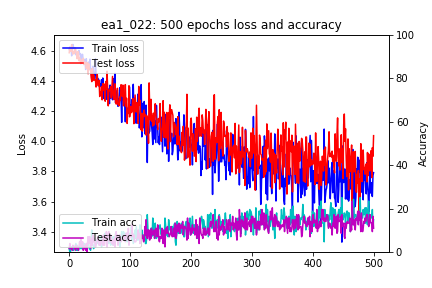 ea1_022: 500 epochs loss and accuracy
Train loss
Test loss
Train acc
Test acc
Loss
4.6
4.4
4.2
4.0
3.8
3.6
3.4
Accuracy
100
80
60
40
20
0
0 100 200 300 400 500